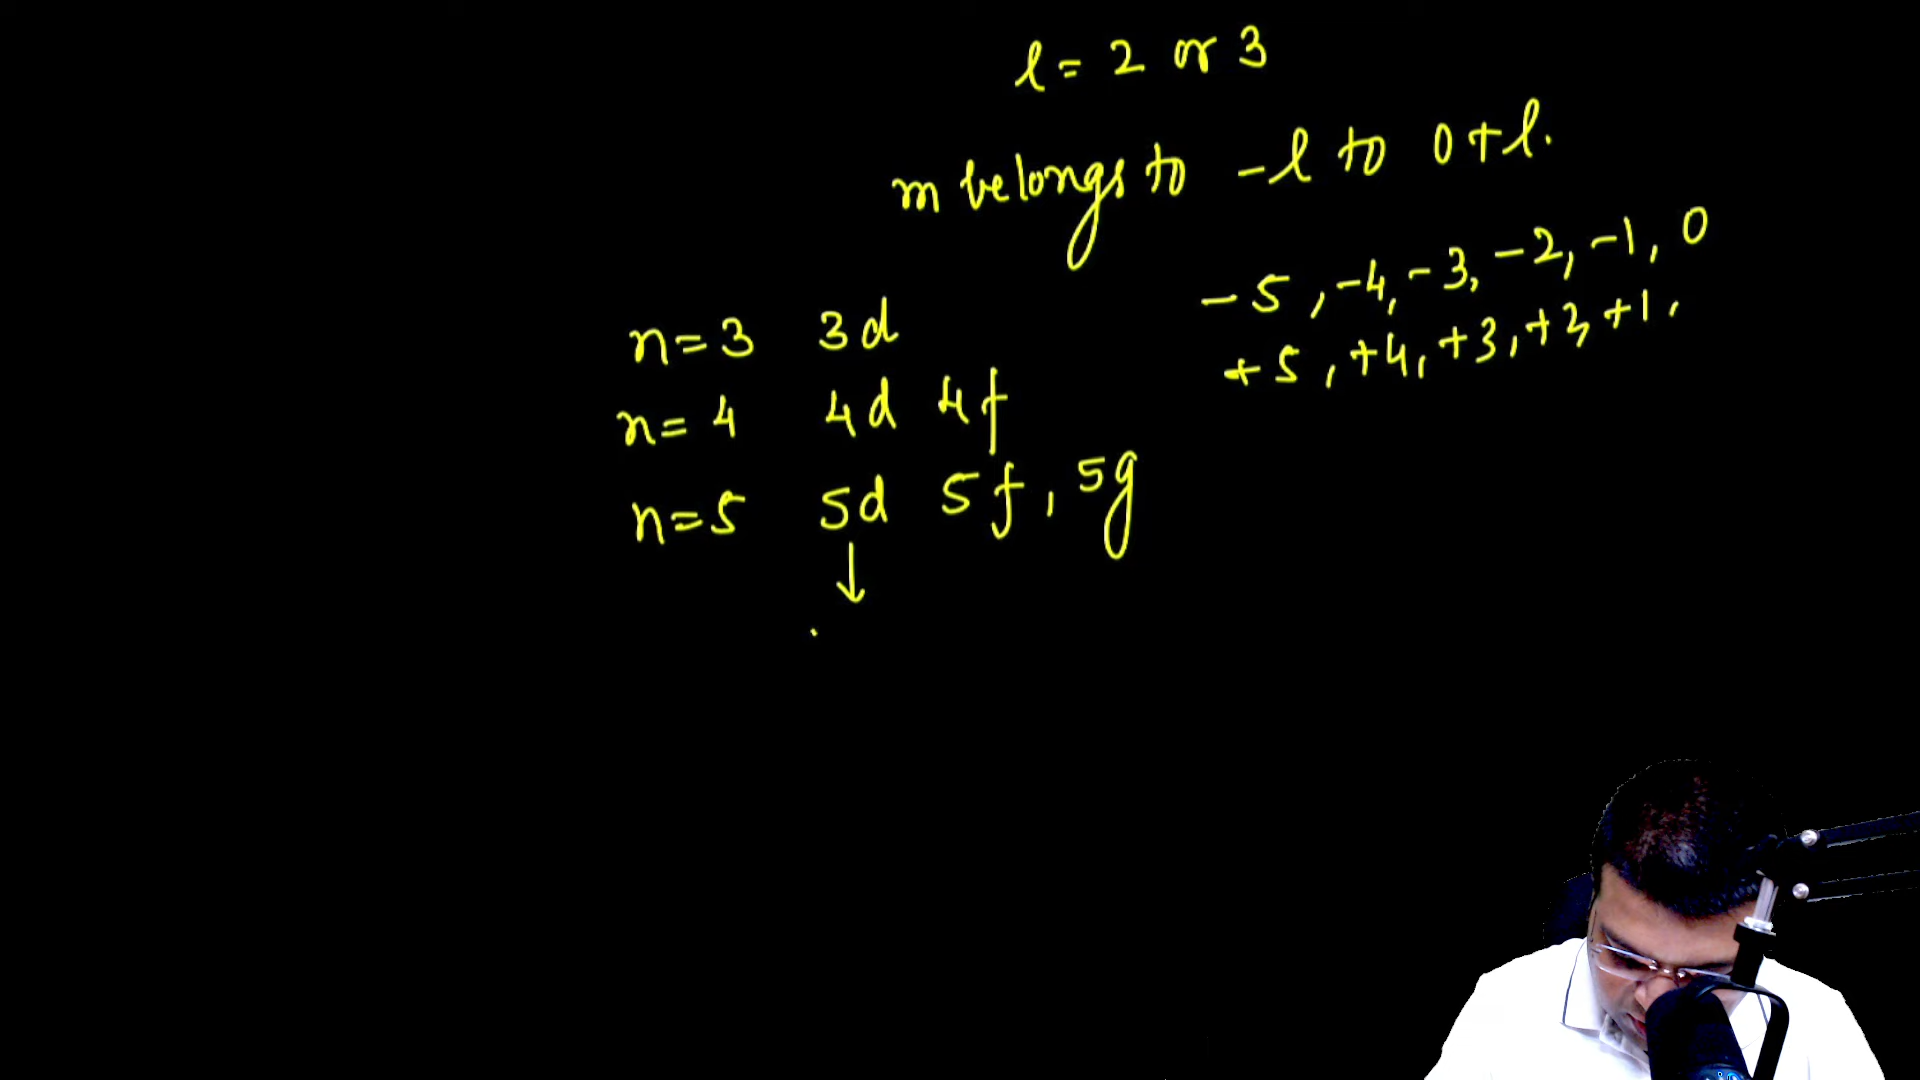 l = 2 or 3
m belongs to -l to 0 + l.
-5, -4, -3, -2, -1, 0
+5, +4, +3, +3, +1,
n = 3 3d
n = 4 4d 4f
n = 5 5d 5f, 5g
↓